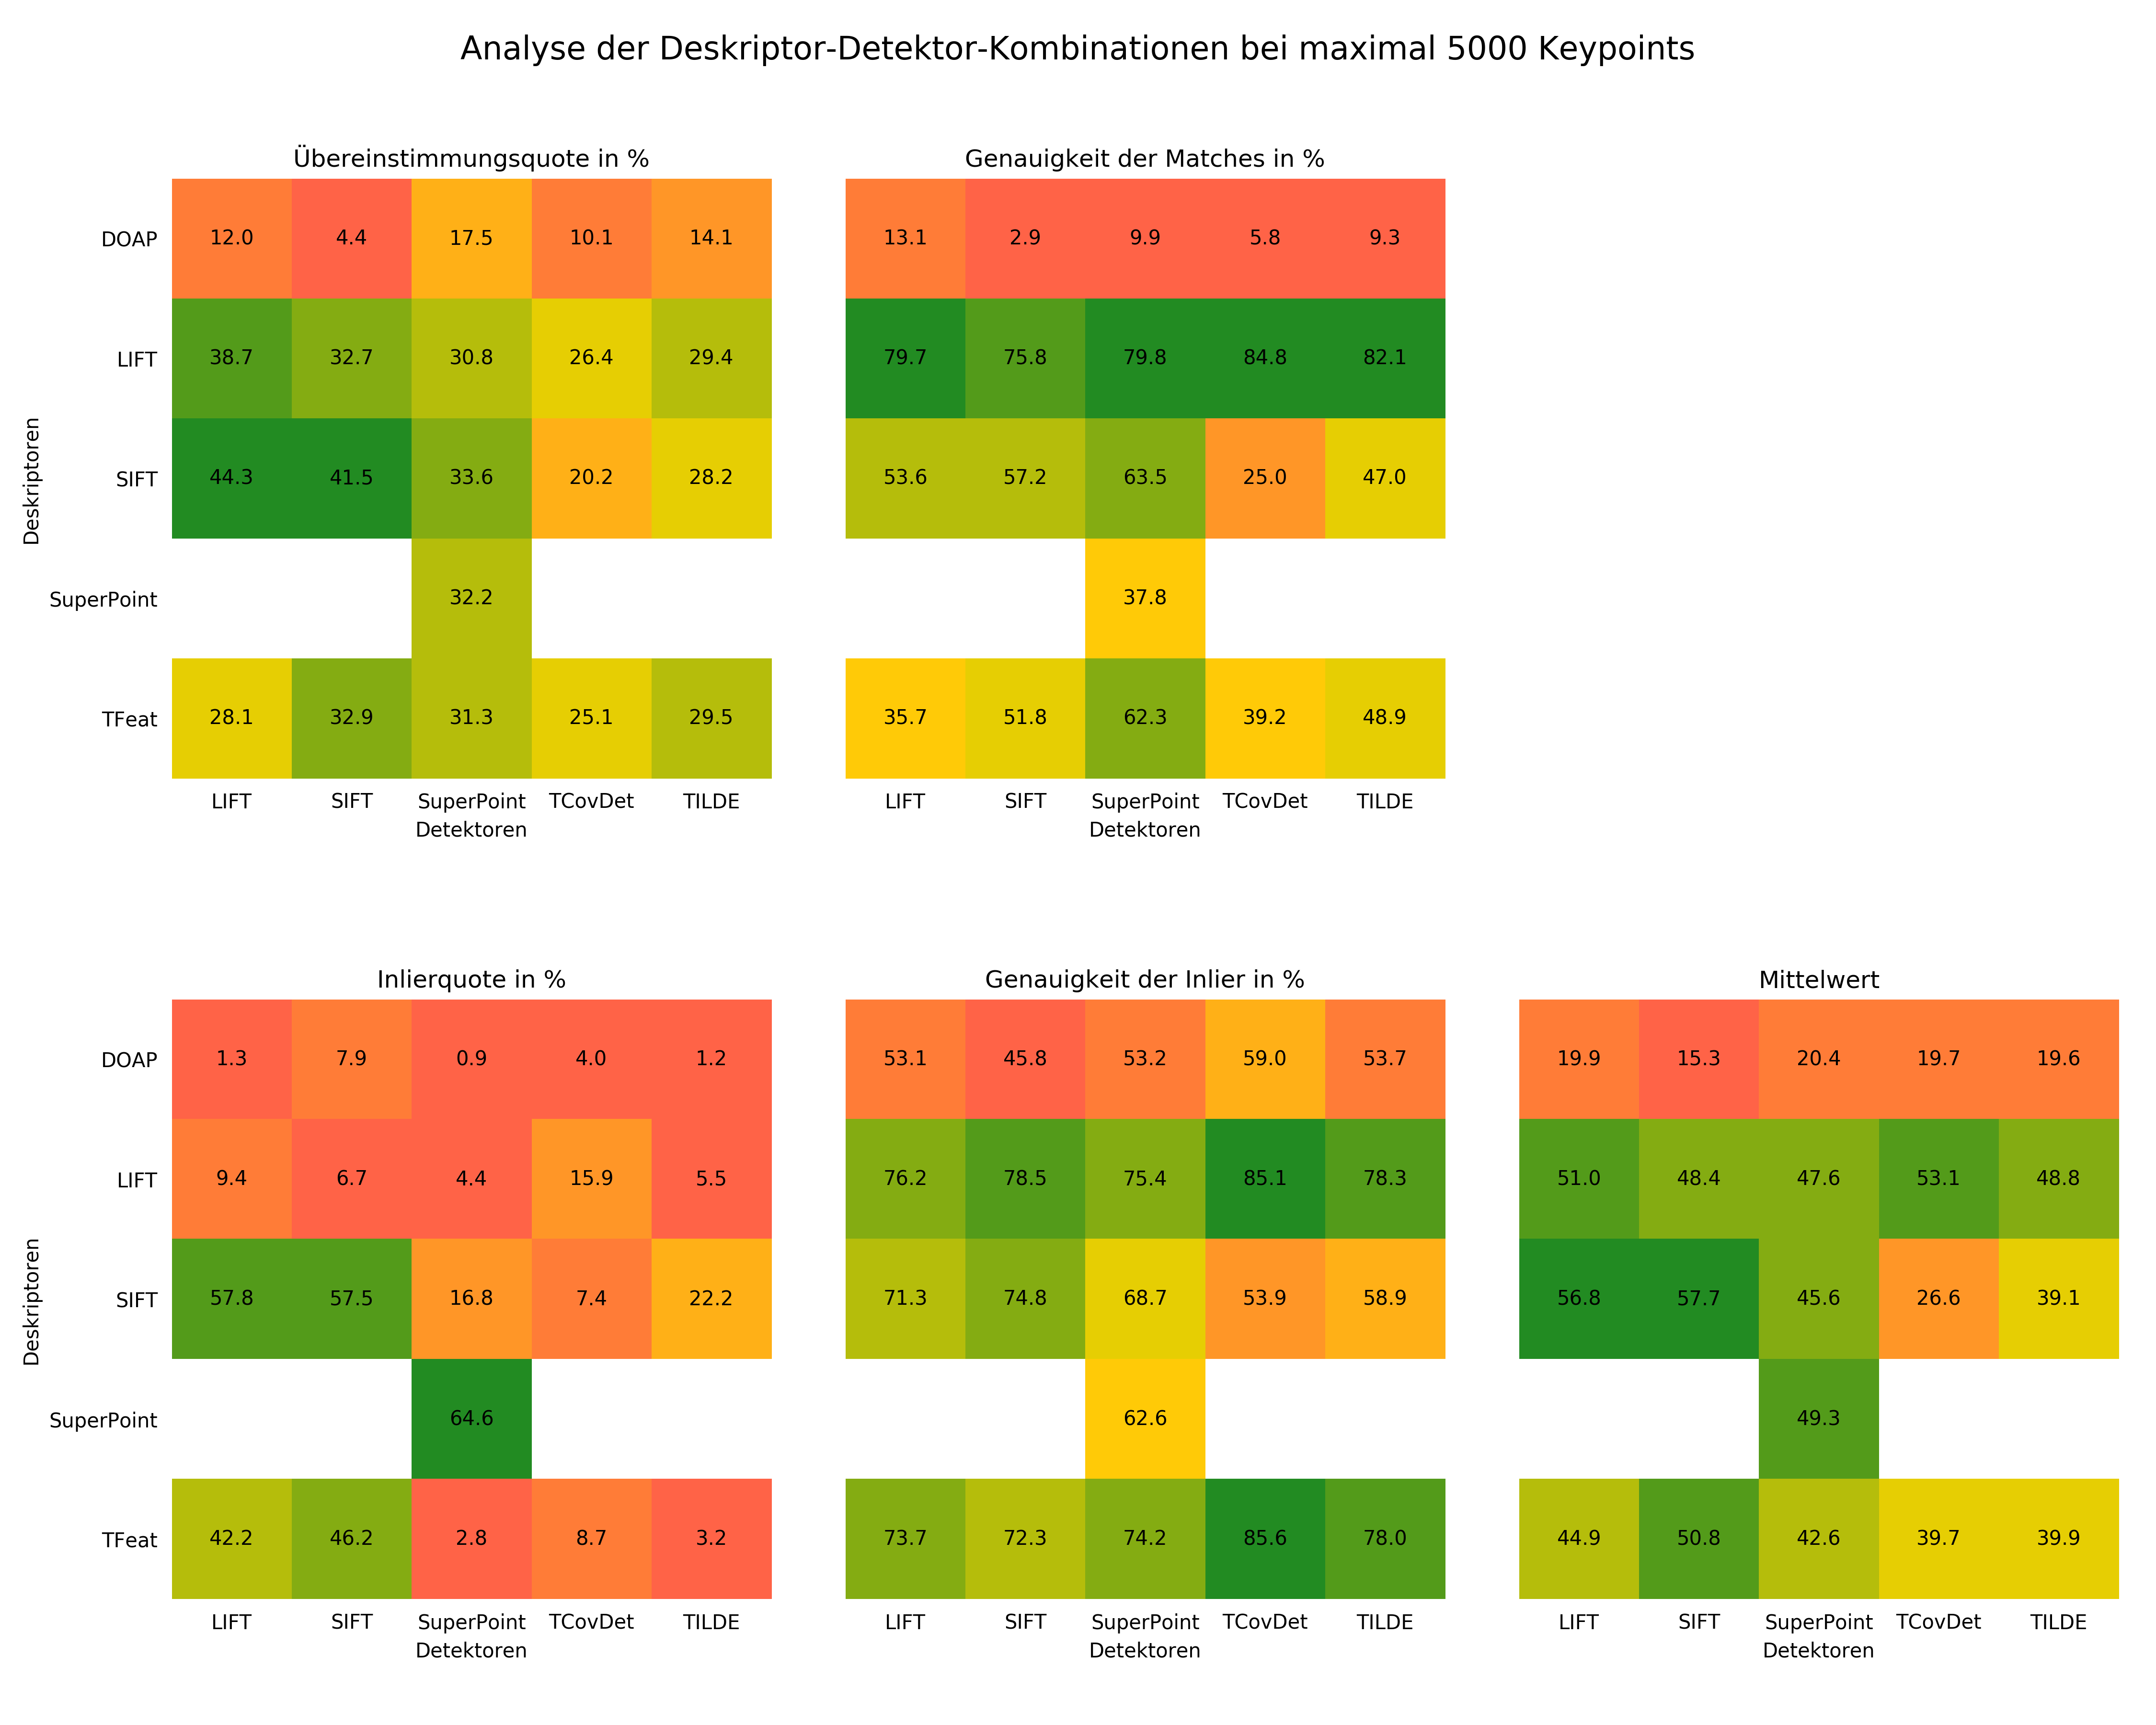 Analyse der Deskriptor-Detektor-Kombinationen bei maximal 5000 Keypoints
Übereinstimmungsquote in %
Deskriptoren
DOAP 12.0 4.4 17.5 10.1 14.1
LIFT 38.7 32.7 30.8 26.4 29.4
SIFT 44.3 41.5 33.6 20.2 28.2
SuperPoint 32.2
TFeat 28.1 32.9 31.3 25.1 29.5
LIFT SIFT SuperPoint TCovDet TILDE
Detektoren
Genauigkeit der Matches in %
13.1 2.9 9.9 5.8 9.3
79.7 75.8 79.8 84.8 82.1
53.6 57.2 63.5 25.0 47.0
37.8
35.7 51.8 62.3 39.2 48.9
LIFT SIFT SuperPoint TCovDet TILDE
Detektoren
Inlierquote in %
Deskriptoren
DOAP 1.3 7.9 0.9 4.0 1.2
LIFT 9.4 6.7 4.4 15.9 5.5
SIFT 57.8 57.5 16.8 7.4 22.2
SuperPoint 64.6
TFeat 42.2 46.2 2.8 8.7 3.2
LIFT SIFT SuperPoint TCovDet TILDE
Detektoren
Genauigkeit der Inlier in %
53.1 45.8 53.2 59.0 53.7
76.2 78.5 75.4 85.1 78.3
71.3 74.8 68.7 53.9 58.9
62.6
73.7 72.3 74.2 85.6 78.0
LIFT SIFT SuperPoint TCovDet TILDE
Detektoren
Mittelwert
19.9 15.3 20.4 19.7 19.6
51.0 48.4 47.6 53.1 48.8
56.8 57.7 45.6 26.6 39.1
49.3
44.9 50.8 42.6 39.7 39.9
LIFT SIFT SuperPoint TCovDet TILDE
Detektoren